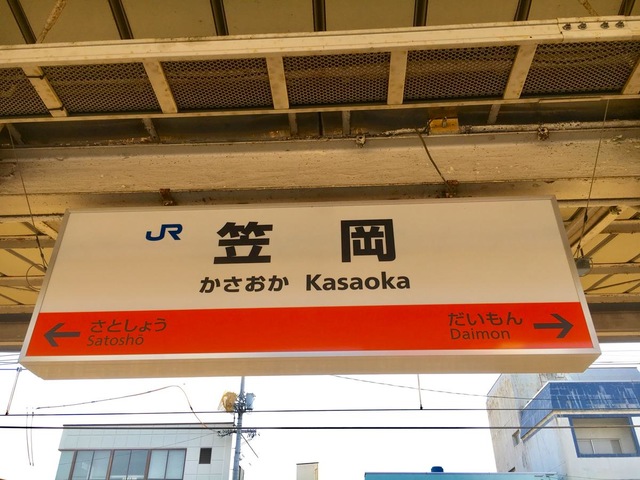 JR 笠岡
かさおか Kasaoka
← さとしょう
Satoshō
だいもん →
Daimon